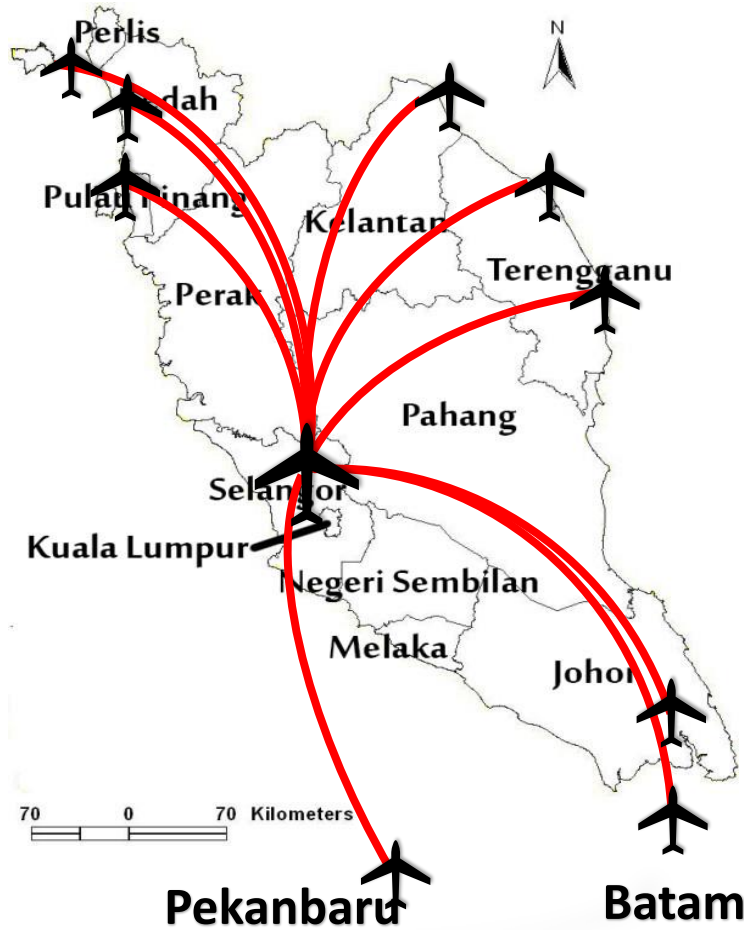 Perlis
N
Kedah
Pulau Pinang
Kelantan
Terengganu
Perak
Pahang
Selangor
Kuala Lumpur
Negeri Sembilan
Melaka
Johor
70 0 70 Kilometers
Pekanbaru
Batam